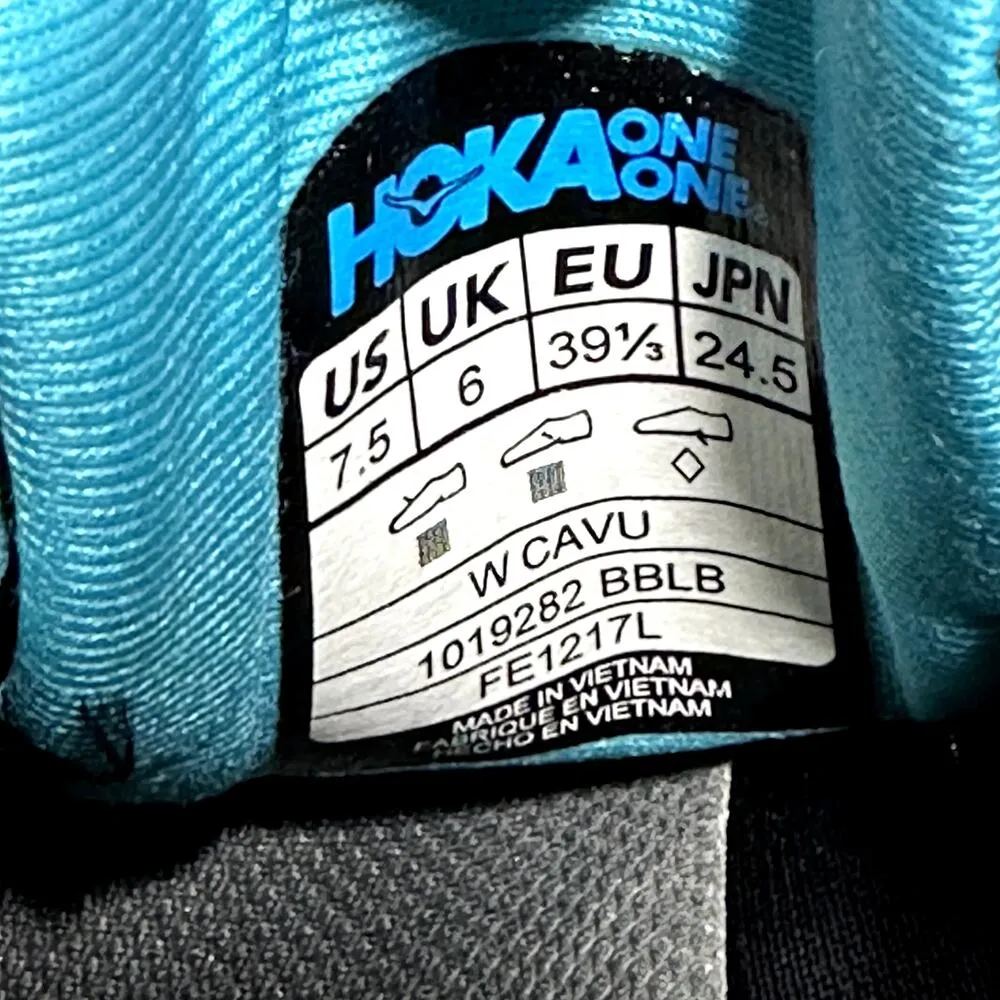 HOKA ONE ONE
US UK EU JPN
7.5 6 39⅓ 24.5
W CAVU
1019282 BBLB
FE1217L
MADE IN VIETNAM
FABRIQUE EN VIETNAM
HECHO EN VIETNAM